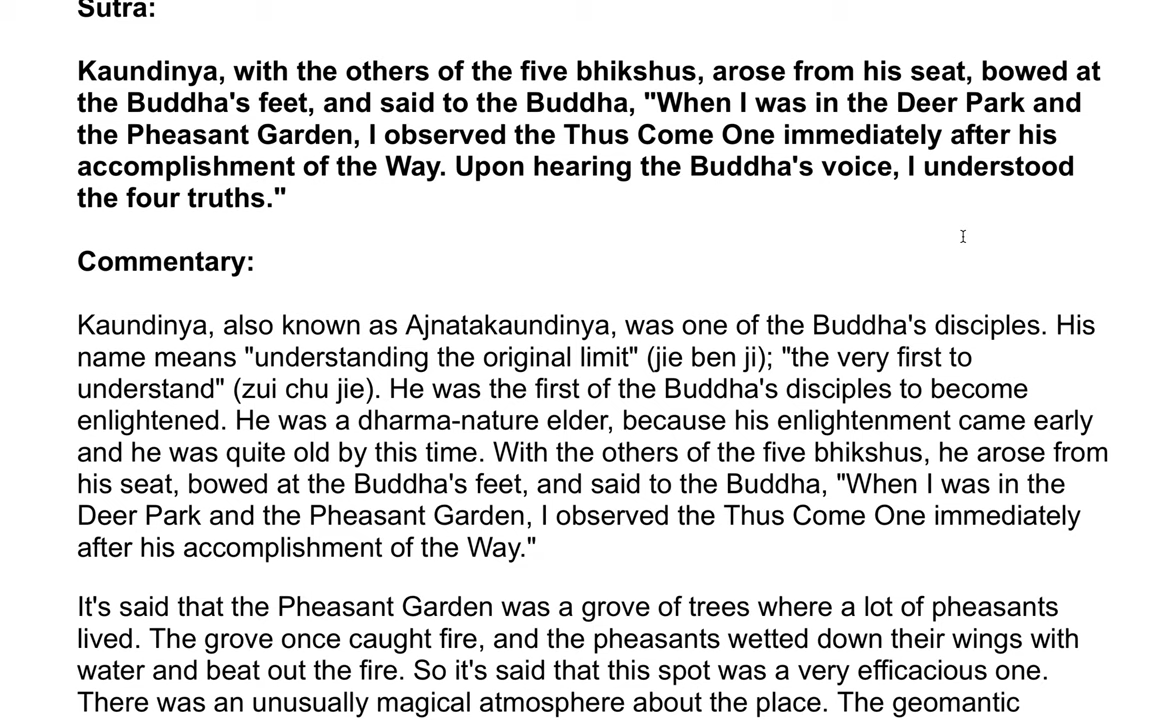 Sutra:
Kaundinya, with the others of the five bhikshus, arose from his seat, bowed at
the Buddha's feet, and said to the Buddha, "When I was in the Deer Park and
the Pheasant Garden, I observed the Thus Come One immediately after his
accomplishment of the Way. Upon hearing the Buddha's voice, I understood
the four truths."
Commentary:
Kaundinya, also known as Ajnatakaundinya, was one of the Buddha's disciples. His
name means "understanding the original limit" (jie ben ji); "the very first to
understand" (zui chu jie). He was the first of the Buddha's disciples to become
enlightened. He was a dharma-nature elder, because his enlightenment came early
and he was quite old by this time. With the others of the five bhikshus, he arose from
his seat, bowed at the Buddha's feet, and said to the Buddha, "When I was in the
Deer Park and the Pheasant Garden, I observed the Thus Come One immediately
after his accomplishment of the Way."
It's said that the Pheasant Garden was a grove of trees where a lot of pheasants
lived. The grove once caught fire, and the pheasants wetted down their wings with
water and beat out the fire. So it's said that this spot was a very efficacious one.
There was an unusually magical atmosphere about the place. The geomantic